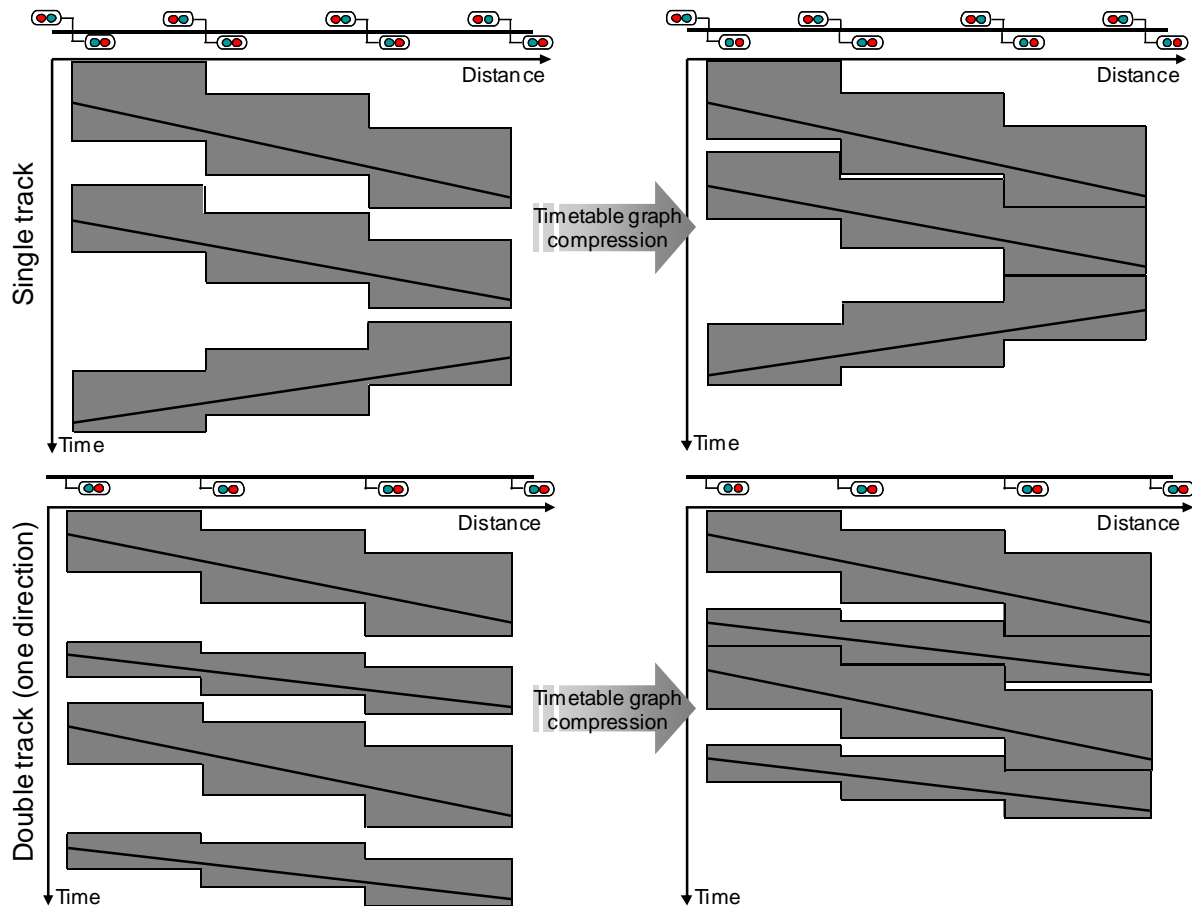 Distance
Distance
Single track
Timetable graph
compression
Time
Time
Distance
Distance
Double track (one direction)
Timetable graph
compression
Time
Time